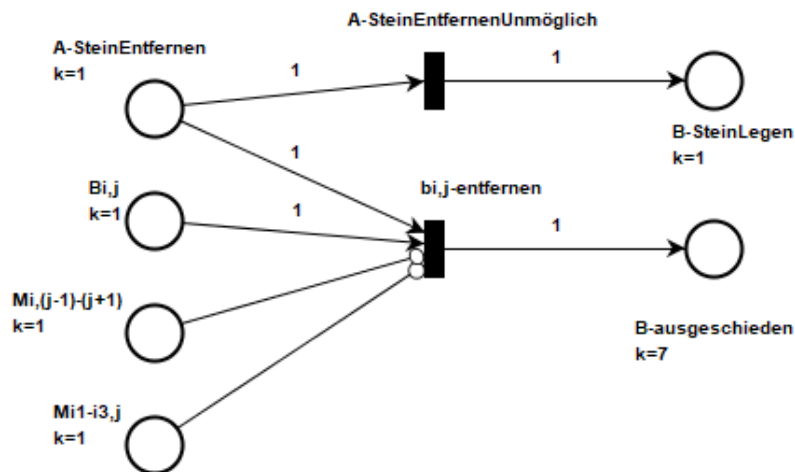 A-SteinEntfernenUnmöglich
A-SteinEntfernen
k=1
1
1
B-SteinLegen
k=1
1
Bi,j
k=1
1
bi,j-entfernen
1
Mi,(j-1)-(j+1)
k=1
B-ausgeschieden
k=7
Mi1-i3,j
k=1